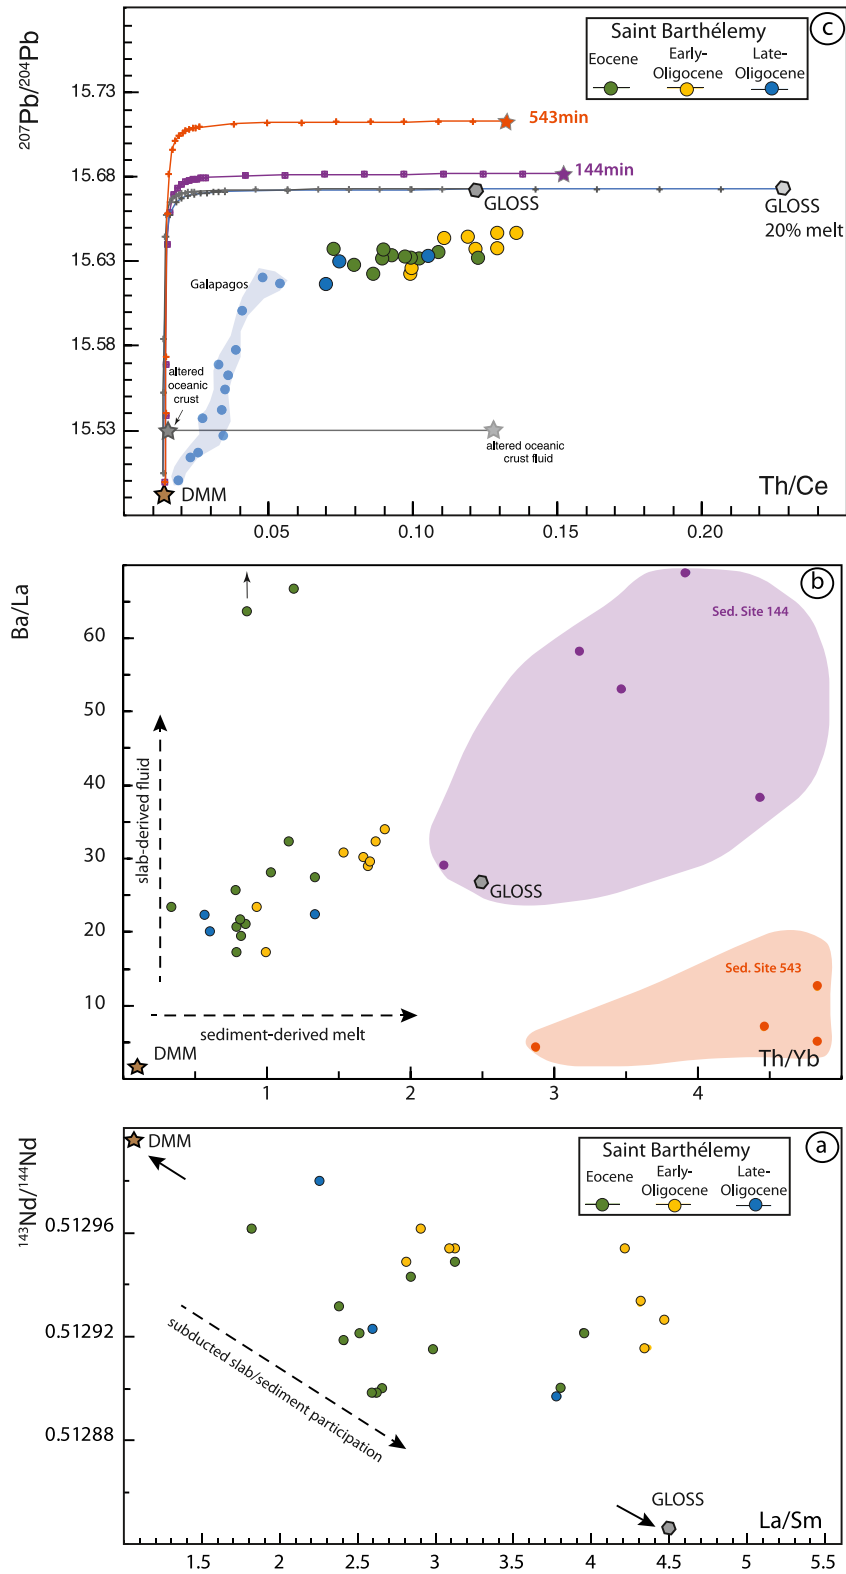 c
Saint Barthélemy
Eocene
Early-
Oligocene
Late-
Oligocene
207Pb/204Pb
15.73
15.68
15.63
15.58
15.53
543min
144min
GLOSS
GLOSS
20% melt
Galapagos
altered
oceanic
crust
altered oceanic
crust fluid
DMM
Th/Ce
0.05
0.10
0.15
0.20
b
Ba/La
60
50
40
30
20
10
Sed. Site 144
slab-derived fluid
GLOSS
Sed. Site 543
sediment-derived melt
DMM
Th/Yb
1
2
3
4
a
Saint Barthélemy
Eocene
Early-
Oligocene
Late-
Oligocene
DMM
143Nd/144Nd
0.51296
0.51292
0.51288
subducted slab/sediment participation
GLOSS
La/Sm
1.5
2
2.5
3
3.5
4
4.5
5
5.5